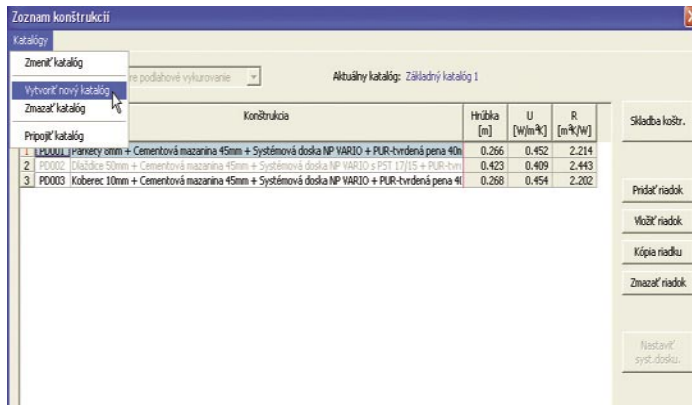 Zoznam konštrukcií
Katalógy
Zmeniť katalóg
Vytvoriť nový katalóg
Zmazať katalóg
Pripojiť katalóg
re podlahové vykurovanie
Aktuálny katalóg: Základný katalóg 1
Konštrukcia Hrúbka [m] U [W/m²K] R [m²K/W]
1 PD001 Parkety 8mm + Cementová mazanina 45mm + Systémová doska NP VARIO + PUR-tvrdená pena 40m 0.266 0.452 2.214
2 PD002 Dlaždice 50mm + Cementová mazanina 45mm + Systémová doska NP VARIO s PST 17/15 + PUR-tvr 0.423 0.409 2.443
3 PD003 Koberec 10mm + Cementová mazanina 45mm + Systémová doska NP VARIO + PUR-tvrdená pena 40 0.268 0.454 2.202
Skladba koštr.
Pridať riadok
Vložiť riadok
Kópia riadku
Zmazať riadok
Nastaviť
syst.dosku.